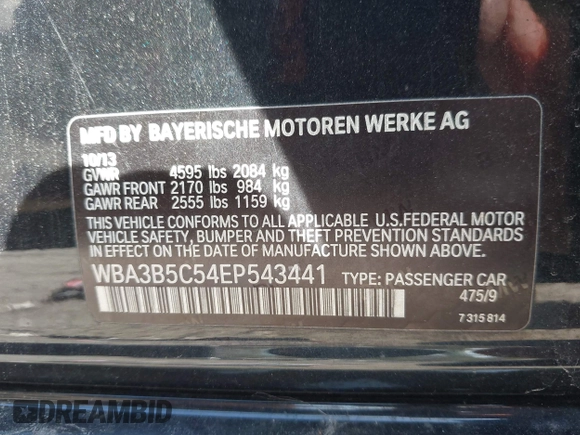 MFD BY BAYERISCHE MOTOREN WERKE AG
10/13
GVWR 4595 lbs 2084 kg
GAWR FRONT 2170 lbs 984 kg
GAWR REAR 2555 lbs 1159 kg
THIS VEHICLE CONFORMS TO ALL APPLICABLE U.S.FEDERAL MOTOR
VEHICLE SAFETY, BUMPER, AND THEFT PREVENTION STANDARDS
IN EFFECT ON THE DATE OF MANUFACTURE SHOWN ABOVE.
WBA3B5C54EP543441 TYPE: PASSENGER CAR
475/9
7 315 814
DREAMBID